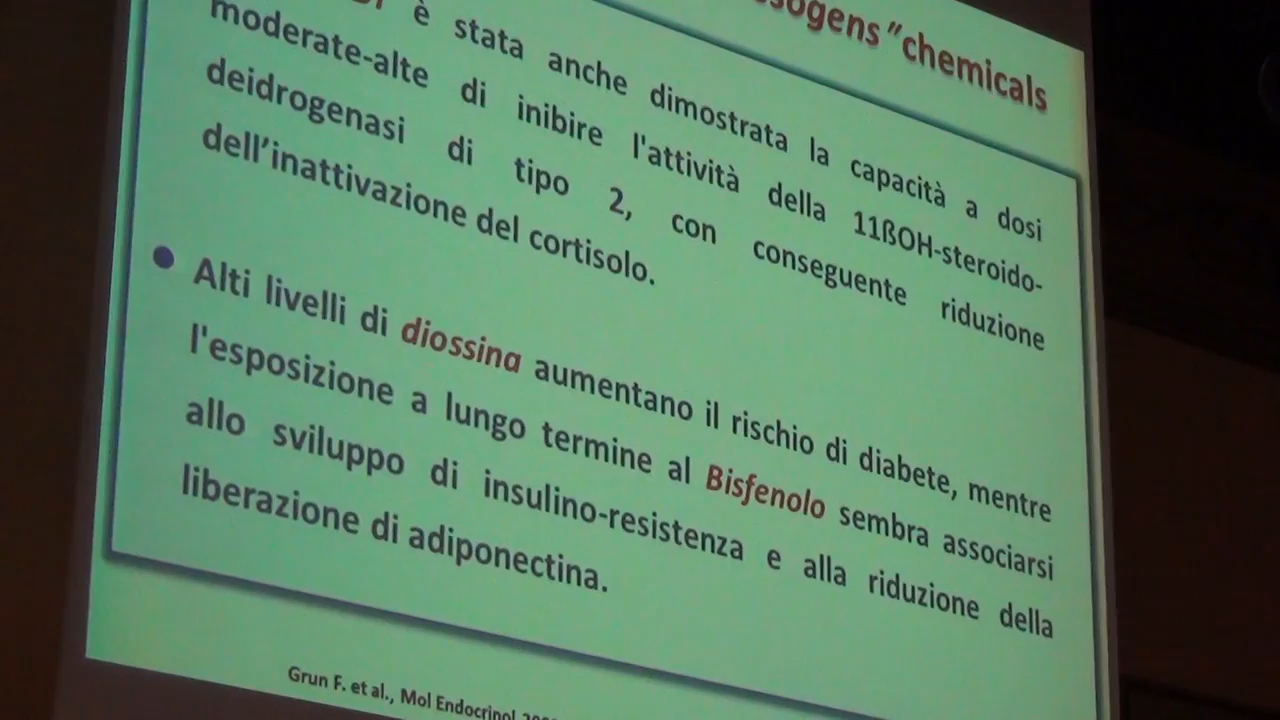 "chemicals
è stata anche dimostrata la capacità a dosi
moderate-alte di inibire l'attività della 11ßOH-steroido-
deidrogenasi di tipo 2, con conseguente riduzione
dell'inattivazione del cortisolo.
• Alti livelli di diossina aumentano il rischio di diabete, mentre
l'esposizione a lungo termine al Bisfenolo sembra associarsi
allo sviluppo di insulino-resistenza e alla riduzione della
liberazione di adiponectina.
Grun F. et al., Mol Endocrinol